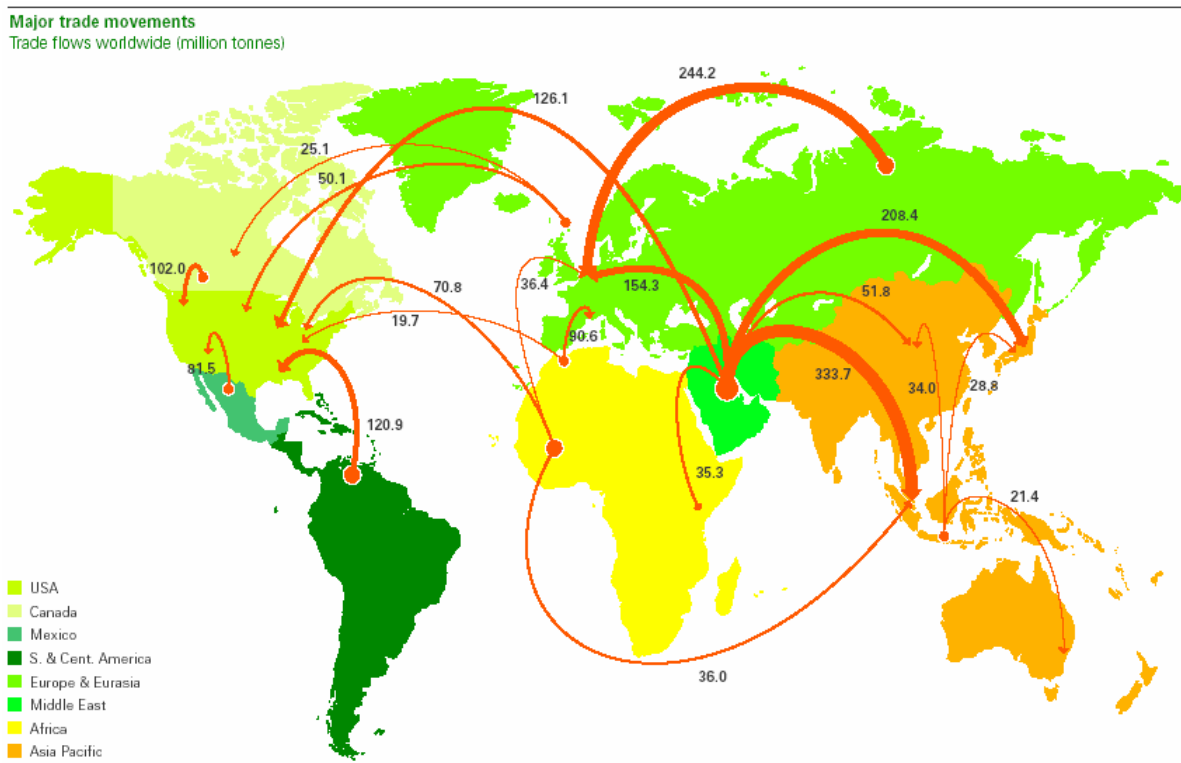 Major trade movements
Trade flows worldwide (million tonnes)
244.2
126.1
25.1
50.1
208.4
102.0
70.8
36.4
154.3
51.8
19.7
90.6
81.5
333.7
34.0
28.8
120.9
35.3
21.4
36.0
USA
Canada
Mexico
S. & Cent. America
Europe & Eurasia
Middle East
Africa
Asia Pacific